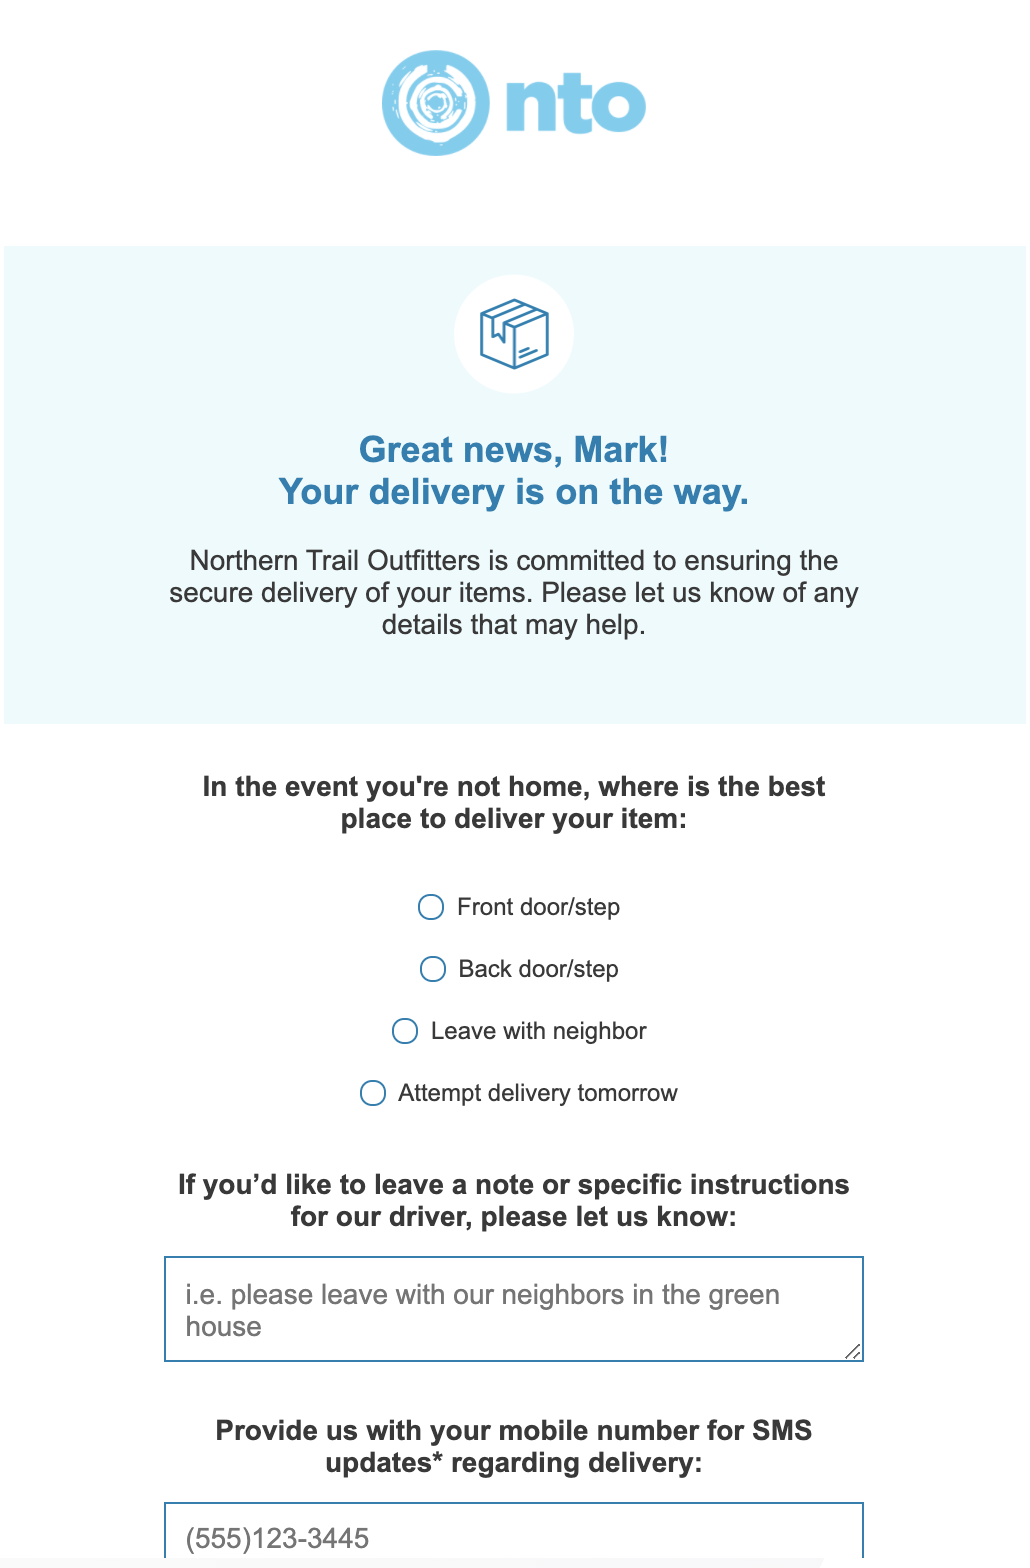 nto
Great news, Mark!
Your delivery is on the way.
Northern Trail Outfitters is committed to ensuring the
secure delivery of your items. Please let us know of any
details that may help.
In the event you're not home, where is the best
place to deliver your item:
Front door/step
Back door/step
Leave with neighbor
Attempt delivery tomorrow
If you’d like to leave a note or specific instructions
for our driver, please let us know:
i.e. please leave with our neighbors in the green
house
Provide us with your mobile number for SMS
updates* regarding delivery:
(555)123-3445